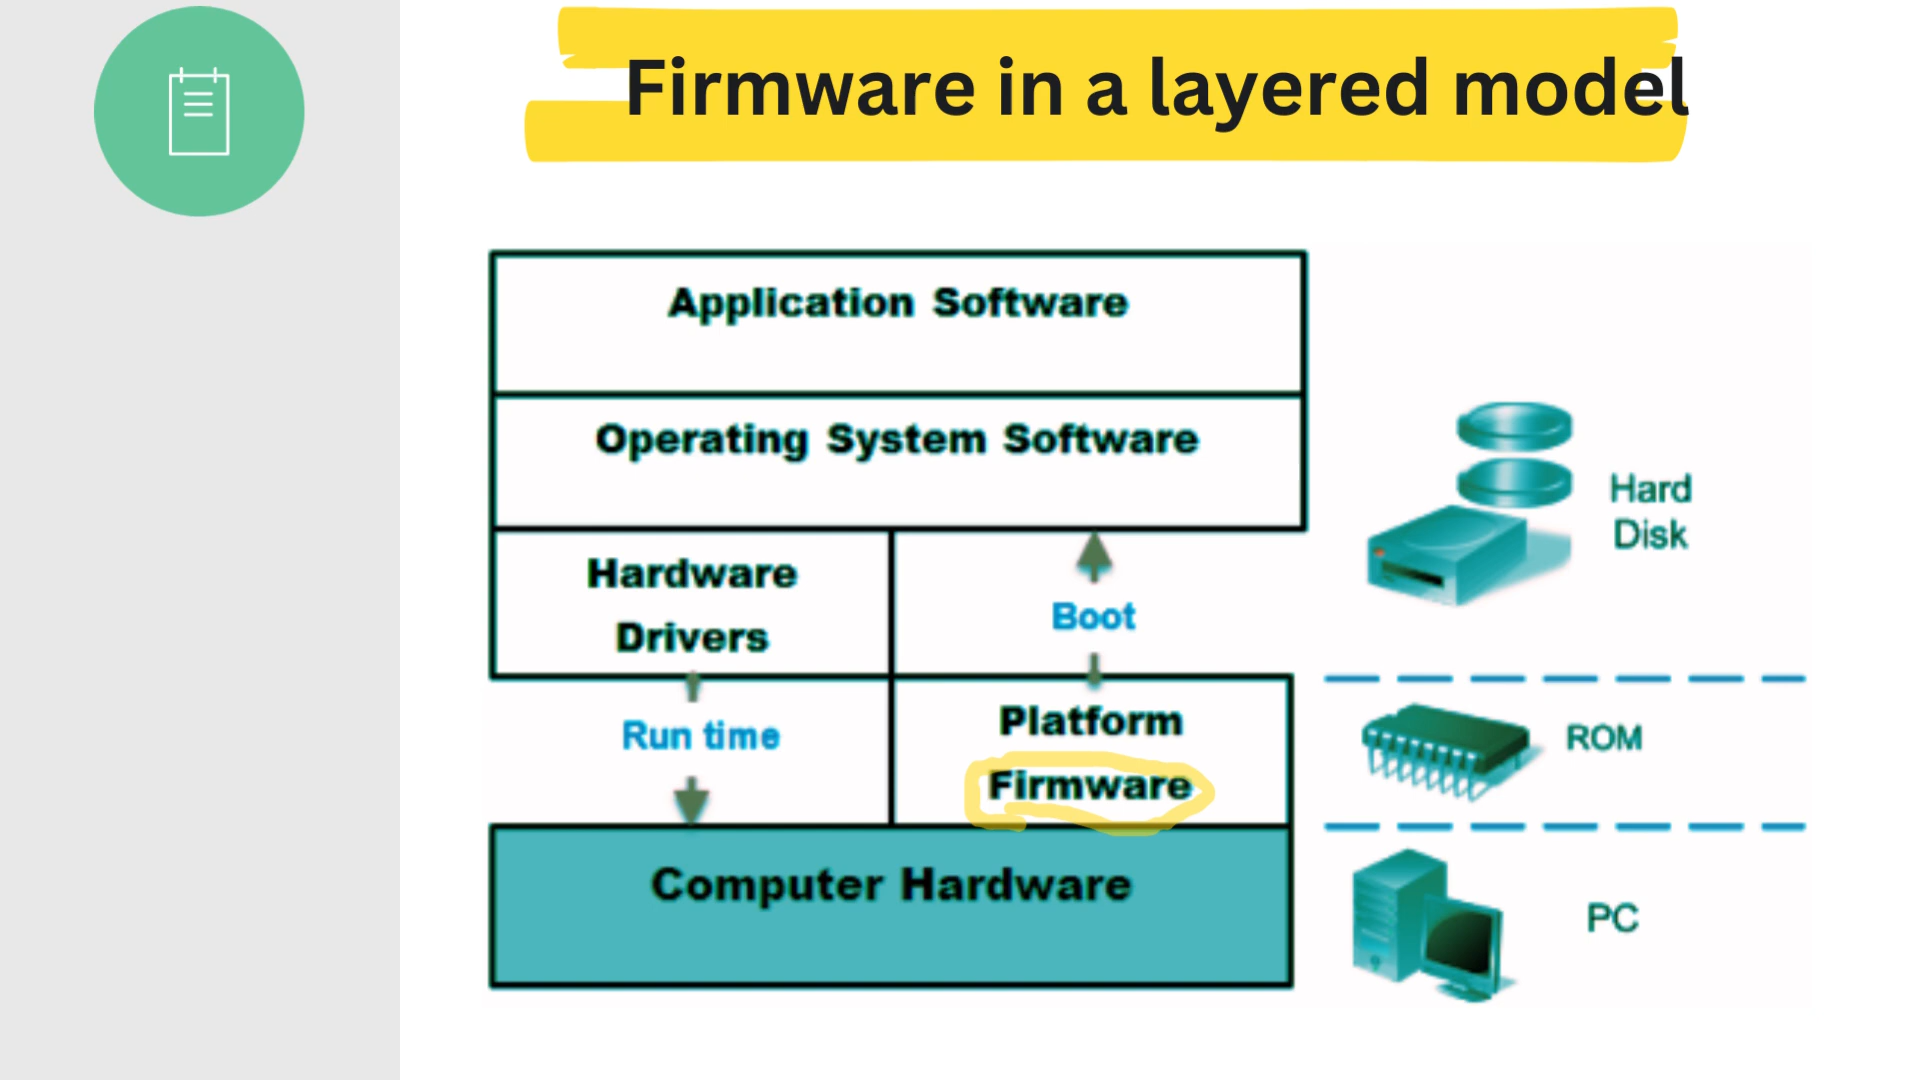 Firmware in a layered model
Application Software
Operating System Software
Hardware
Drivers
Boot
Hard
Disk
Run time
Platform
Firmware
ROM
Computer Hardware
PC